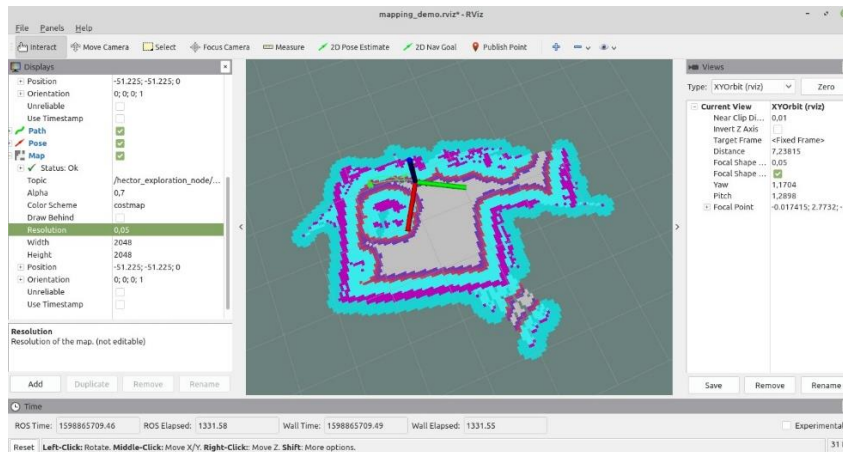 mapping_demo.rviz* - RViz
File Panels Help
Interact Move Camera Select Focus Camera Measure 2D Pose Estimate 2D Nav Goal Publish Point
Displays
Position -51.225; -51.225; 0
Orientation 0; 0; 0; 1
Unreliable
Use Timestamp
Path
Pose
Map
Status: Ok
Topic /hector_exploration_node/...
Alpha 0,7
Color Scheme costmap
Draw Behind
Resolution 0,05
Width 2048
Height 2048
Position -51.225; -51.225; 0
Orientation 0; 0; 0; 1
Unreliable
Use Timestamp
Resolution
Resolution of the map. (not editable)
Add Duplicate Remove Rename
Views
Type: XYOrbit (rviz) Zero
Current View XYOrbit (rviz)
Near Clip Di... 0,01
Invert Z Axis
Target Frame <Fixed Frame>
Distance 7,23815
Focal Shape ... 0,05
Focal Shape ...
Yaw 1,1704
Pitch 1,2898
Focal Point -0.017415; 2.7732; -
Save Remove Rename
Time
ROS Time: 1598865709.46 ROS Elapsed: 1331.58 Wall Time: 1598865709.49 Wall Elapsed: 1331.55 Experimental
Reset Left-Click: Rotate. Middle-Click: Move X/Y. Right-Click: Move Z. Shift: More options. 31